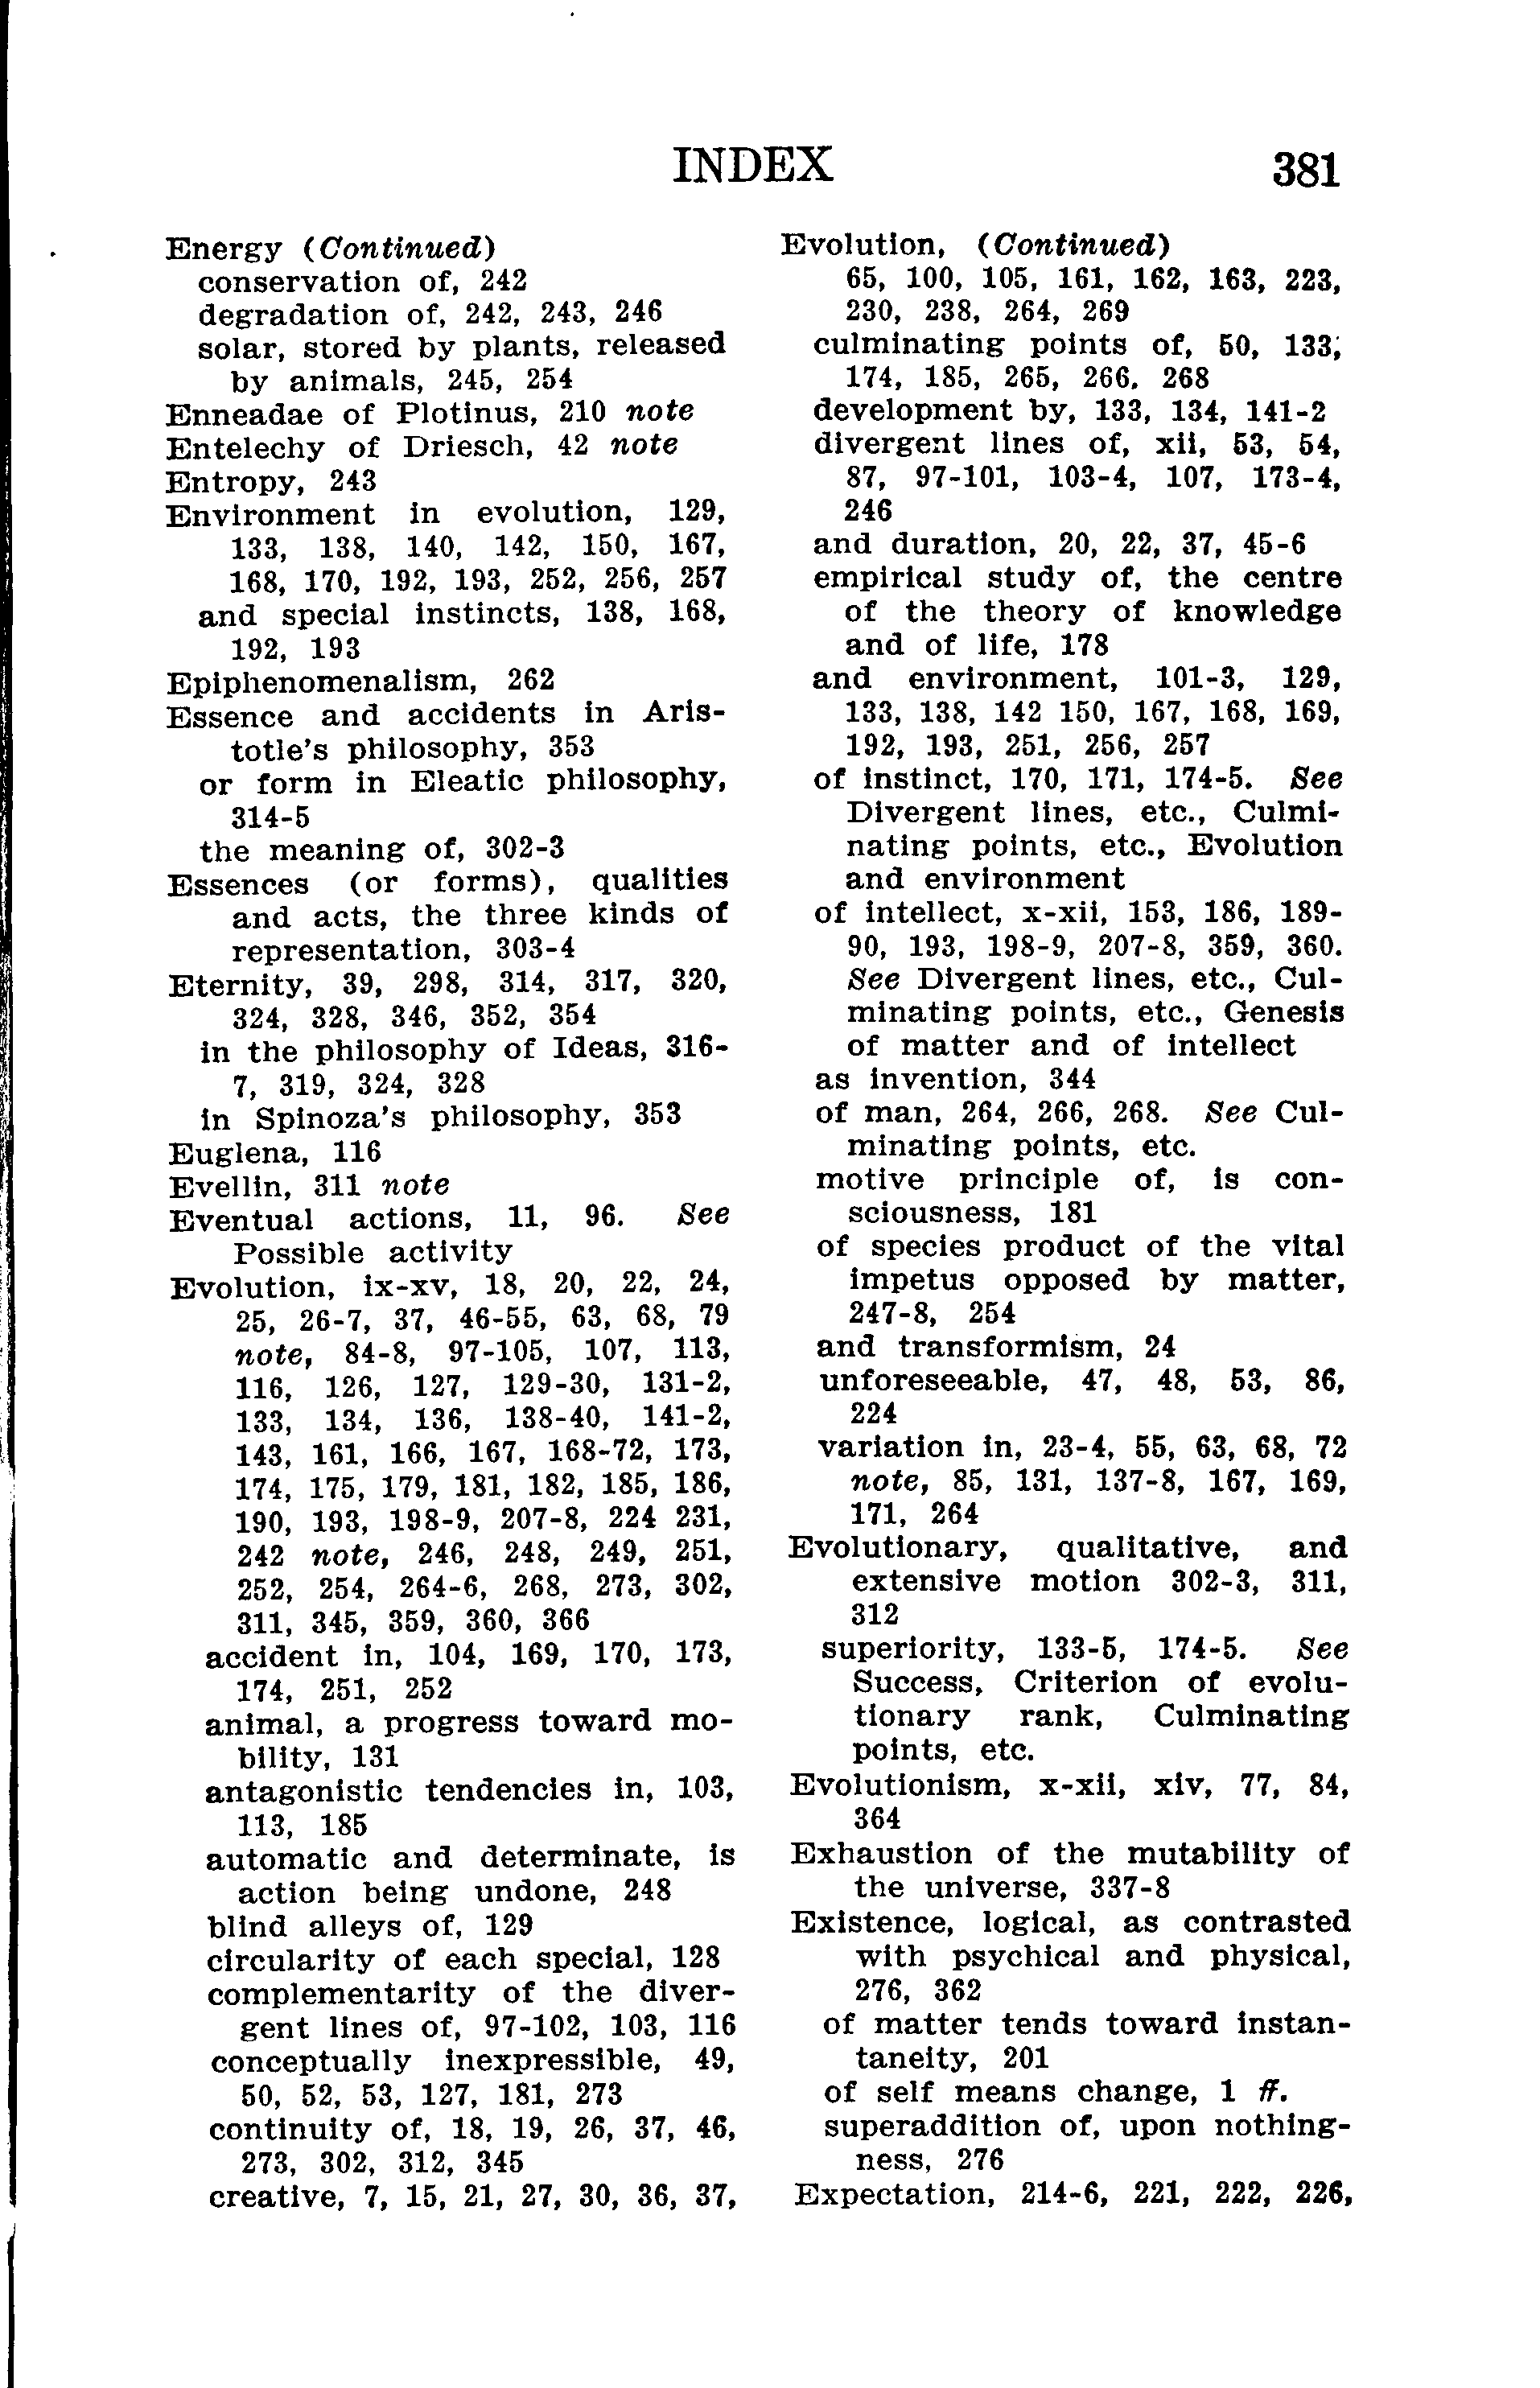 INDEX
381
Energy (Continued)
conservation of, 242
degradation of, 242, 243, 246
solar, stored by plants, released
by animals, 245, 254
Enneadae of Plotinus, 210 note
Entelechy of Driesch, 42 note
Entropy, 243
Environment in evolution, 129,
133, 138, 140, 142, 150, 167,
168, 170, 192, 193, 252, 256, 257
and special instincts, 138, 168,
192, 193
Epiphenomenalism, 262
Essence and accidents in Aris-
totle's philosophy, 353
or form in Eleatic philosophy,
314-5
the meaning of, 302-3
Essences (or forms), qualities
and acts, the three kinds of
representation, 303-4
Eternity, 39, 298, 314, 317, 320,
324, 328, 346, 352, 354
in the philosophy of Ideas, 316-
7, 319, 324, 328
in Spinoza's philosophy, 353
Euglena, 116
Evellin, 311 note
Eventual actions, 11, 96. See
Possible activity
Evolution, ix-xv, 18, 20, 22, 24,
25, 26-7, 37, 46-55, 63, 68, 79
note, 84-8, 97-105, 107, 113,
116, 126, 127, 129-30, 131-2,
133, 134, 136, 138-40, 141-2,
143, 161, 166, 167, 168-72, 173,
174, 175, 179, 181, 182, 185, 186,
190, 193, 198-9, 207-8, 224 231,
242 note, 246, 248, 249, 251,
252, 254, 264-6, 268, 273, 302,
311, 345, 359, 360, 366
accident in, 104, 169, 170, 173,
174, 251, 252
animal, a progress toward mo-
bility, 131
antagonistic tendencies in, 103,
113, 185
automatic and determinate, is
action being undone, 248
blind alleys of, 129
circularity of each special, 128
complementarity of the diver-
gent lines of, 97-102, 103, 116
conceptually inexpressible, 49,
50, 52, 53, 127, 181, 273
continuity of, 18, 19, 26, 37, 46,
273, 302, 312, 345
creative, 7, 15, 21, 27, 30, 36, 37,
Evolution, (Continued)
65, 100, 105, 161, 162, 163, 223,
230, 238, 264, 269
culminating points of, 50, 133;
174, 185, 265, 266. 268
development by, 133, 134, 141-2
divergent lines of, xii, 53, 54,
87, 97-101, 103-4, 107, 173-4,
246
and duration, 20, 22, 37, 45-6
empirical study of, the centre
of the theory of knowledge
and of life, 178
and environment, 101-3, 129,
133, 138, 142 150, 167, 168, 169,
192, 193, 251, 256, 257
of instinct, 170, 171, 174-5. See
Divergent lines, etc., Culmi-
nating points, etc., Evolution
and environment
of intellect, x-xii, 153, 186, 189-
90, 193, 198-9, 207-8, 359, 360.
See Divergent lines, etc., Cul-
minating points, etc., Genesis
of matter and of intellect
as invention, 344
of man, 264, 266, 268. See Cul-
minating points, etc.
motive principle of, is con-
sciousness, 181
of species product of the vital
impetus opposed by matter,
247-8, 254
and transformism, 24
unforeseeable, 47, 48, 53, 86,
224
variation in, 23-4, 55, 63, 68, 72
note, 85, 131, 137-8, 167, 169,
171, 264
Evolutionary, qualitative, and
extensive motion 302-3, 311,
312
superiority, 133-5, 174-5. See
Success, Criterion of evolu-
tionary rank, Culminating
points, etc.
Evolutionism, x-xii, xiv, 77, 84,
364
Exhaustion of the mutability of
the universe, 337-8
Existence, logical, as contrasted
with psychical and physical,
276, 362
of matter tends toward instan-
taneity, 201
of self means change, 1 ff.
superaddition of, upon nothing-
ness, 276
Expectation, 214-6, 221, 222, 226,